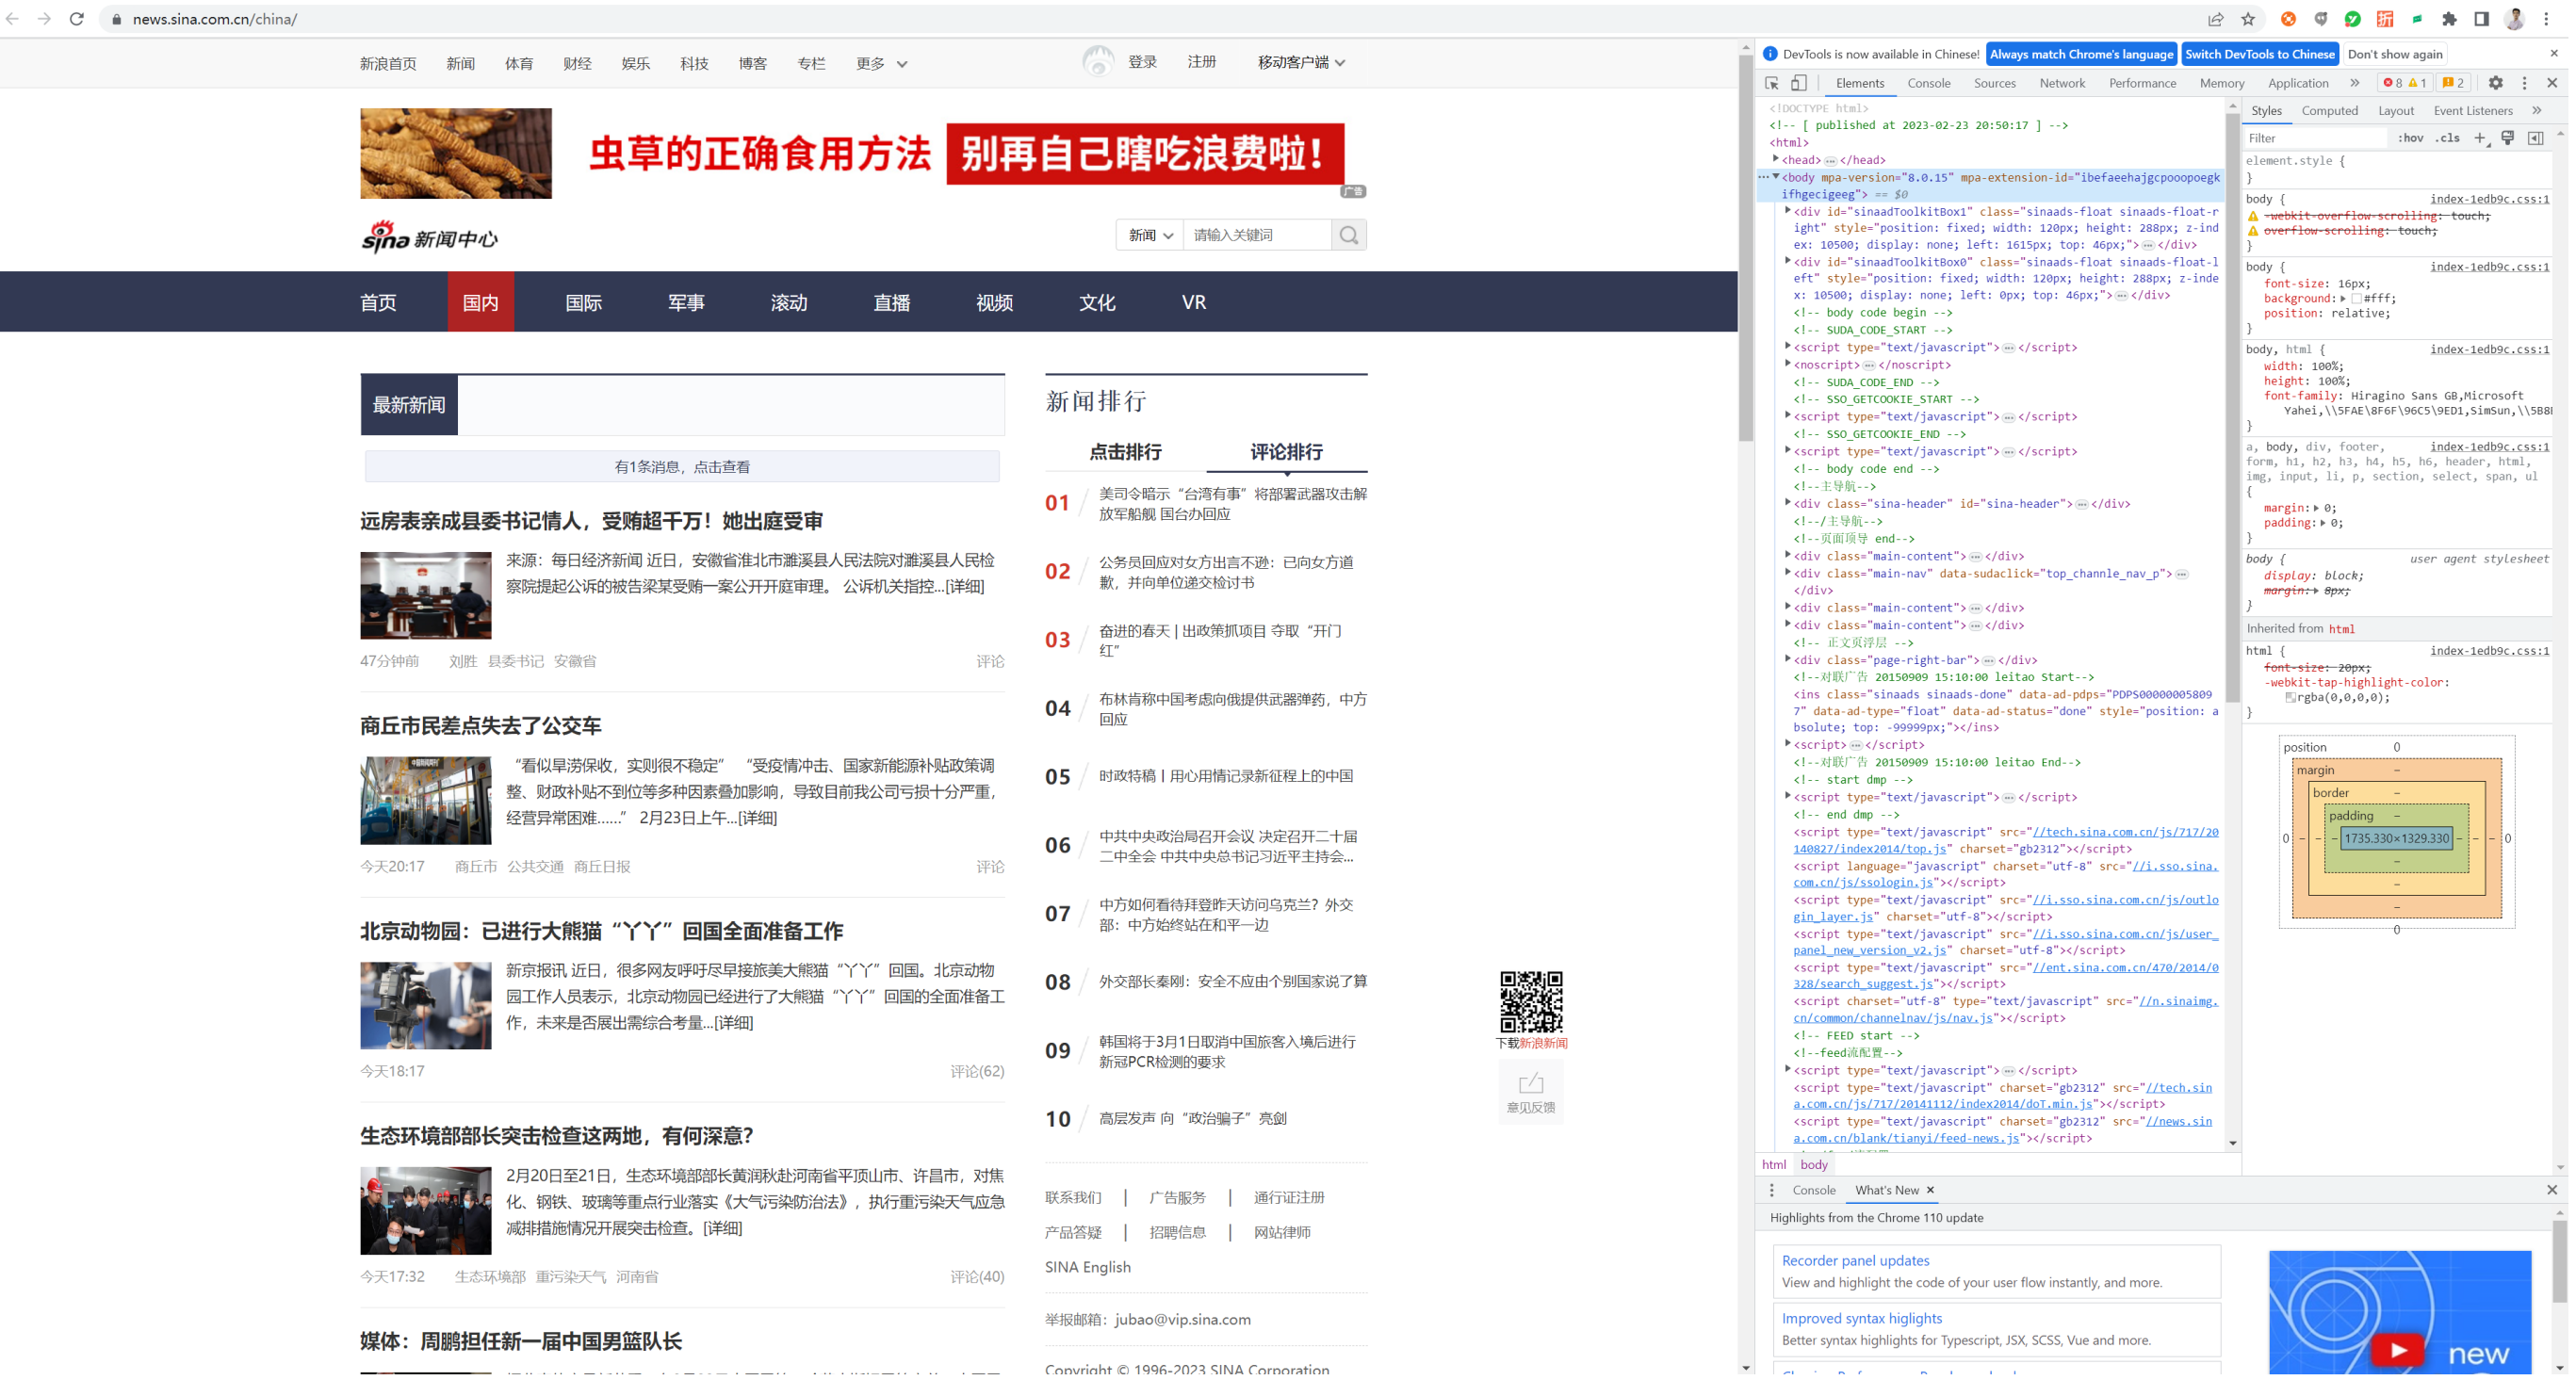 news.sina.com.cn/china/
新浪首页 新闻 体育 财经 娱乐 科技 博客 专栏 更多
登录 注册 移动客户端
虫草的正确食用方法 别再自己瞎吃浪费啦!
广告
sina 新闻中心
新闻 请输入关键词
首页 国内 国际 军事 滚动 直播 视频 文化 VR
最新新闻
有1条消息,点击查看
远房表亲成县委书记情人,受贿超千万!她出庭受审
来源:每日经济新闻 近日,安徽省淮北市濉溪县人民法院对濉溪县人民检
察院提起公诉的被告梁某受贿一案公开开庭审理。 公诉机关指控...[详细]
47分钟前 刘胜 县委书记 安徽省 评论
商丘市民差点失去了公交车
“看似旱涝保收,实则很不稳定” “受疫情冲击、国家新能源补贴政策调
整、财政补贴不到位等多种因素叠加影响,导致目前我公司亏损十分严重,
经营异常困难……” 2月23日上午...[详细]
今天20:17 商丘市 公共交通 商丘日报 评论
北京动物园:已进行大熊猫“丫丫”回国全面准备工作
新京报讯 近日,很多网友呼吁尽早接旅美大熊猫“丫丫”回国。北京动物
园工作人员表示,北京动物园已经进行了大熊猫“丫丫”回国的全面准备工
作,未来是否展出需综合考量...[详细]
今天18:17 评论(62)
生态环境部部长突击检查这两地,有何深意?
2月20日至21日,生态环境部部长黄润秋赴河南省平顶山市、许昌市,对焦
化、钢铁、玻璃等重点行业落实《大气污染防治法》,执行重污染天气应急
减排措施情况开展突击检查。[详细]
今天17:32 生态环境部 重污染天气 河南省 评论(40)
媒体:周鹏担任新一届中国男篮队长
新闻排行
点击排行 评论排行
01 美司令暗示“台湾有事”将部署武器攻击解
放军船舰 国台办回应
02 公务员回应对女方出言不逊:已向女方道
歉,并向单位递交检讨书
03 奋进的春天 | 出政策抓项目 夺取“开门
红”
04 布林肯称中国考虑向俄提供武器弹药,中方
回应
05 时政特稿丨用心用情记录新征程上的中国
06 中共中央政治局召开会议 决定召开二十届
二中全会 中共中央总书记习近平主持会...
07 中方如何看待拜登昨天访问乌克兰?外交
部:中方始终站在和平一边
08 外交部长秦刚:安全不应由个别国家说了算
09 韩国将于3月1日取消中国旅客入境后进行
新冠PCR检测的要求
10 高层发声 向“政治骗子”亮剑
联系我们 | 广告服务 | 通行证注册
产品答疑 | 招聘信息 | 网站律师
SINA English
举报邮箱:jubao@vip.sina.com
Copyright © 1996-2023 SINA Corporation
下载新浪新闻
意见反馈
DevTools is now available in Chinese! Always match Chrome's language Switch DevTools to Chinese Don't show again
Elements Console Sources Network Performance Memory Application » 8 1 2
<!DOCTYPE html>
<!-- [ published at 2023-02-23 20:50:17 ] -->
<html>
<head>…</head>
<body mpa-version="8.0.15" mpa-extension-id="ibefaeehajgcpooopoegk
ifhgecigeeg"> == $0
<div id="sinaadToolkitBox1" class="sinaads-float sinaads-float-r
ight" style="position: fixed; width: 120px; height: 288px; z-ind
ex: 10500; display: none; left: 1615px; top: 46px;">…</div>
<div id="sinaadToolkitBox0" class="sinaads-float sinaads-float-l
eft" style="position: fixed; width: 120px; height: 288px; z-inde
x: 10500; display: none; left: 0px; top: 46px;">…</div>
<!-- body code begin -->
<!-- SUDA_CODE_START -->
<script type="text/javascript">…</script>
<noscript>…</noscript>
<!-- SUDA_CODE_END -->
<!-- SSO_GETCOOKIE_START -->
<script type="text/javascript">…</script>
<!-- SSO_GETCOOKIE_END -->
<script type="text/javascript">…</script>
<!-- body code end -->
<!--主导航-->
<div class="sina-header" id="sina-header">…</div>
<!--/主导航-->
<!--页面顶导 end-->
<div class="main-content">…</div>
<div class="main-nav" data-sudaclick="top_channle_nav_p">…
</div>
<div class="main-content">…</div>
<div class="main-content">…</div>
<!-- 正文页浮层 -->
<div class="page-right-bar">…</div>
<!--对联广告 20150909 15:10:00 leitao Start-->
<ins class="sinaads sinaads-done" data-ad-pdps="PDPS00000005809
7" data-ad-type="float" data-ad-status="done" style="position: a
bsolute; top: -99999px;"></ins>
<script>…</script>
<!--对联广告 20150909 15:10:00 leitao End-->
<!-- start dmp -->
<script type="text/javascript">…</script>
<!-- end dmp -->
<script type="text/javascript" src="//tech.sina.com.cn/js/717/20
140827/index2014/top.js" charset="gb2312"></script>
<script language="javascript" charset="utf-8" src="//i.sso.sina.
com.cn/js/ssologin.js"></script>
<script type="text/javascript" src="//i.sso.sina.com.cn/js/outlo
gin_layer.js" charset="utf-8"></script>
<script type="text/javascript" src="//i.sso.sina.com.cn/js/user_
panel_new_version_v2.js" charset="utf-8"></script>
<script type="text/javascript" src="//ent.sina.com.cn/470/2014/0
328/search_suggest.js"></script>
<script charset="utf-8" type="text/javascript" src="//n.sinaimg.
cn/common/channelnav/js/nav.js"></script>
<!-- FEED start -->
<!--feed流配置-->
<script type="text/javascript">…</script>
<script type="text/javascript" charset="gb2312" src="//tech.sin
a.com.cn/js/717/20141112/index2014/doT.min.js"></script>
<script type="text/javascript" charset="gb2312" src="//news.sin
a.com.cn/blank/tianyi/feed-news.js"></script>
html body
Styles Computed Layout Event Listeners »
Filter :hov .cls +
element.style {
}
body { index-1edb9c.css:1
-webkit-overflow-scrolling: touch;
overflow-scrolling: touch;
}
body { index-1edb9c.css:1
font-size: 16px;
background: #fff;
position: relative;
}
body, html { index-1edb9c.css:1
width: 100%;
height: 100%;
font-family: Hiragino Sans GB,Microsoft
Yahei,\\5FAE\8F6F\96C5\9ED1,SimSun,\\5B8
}
a, body, div, footer, index-1edb9c.css:1
form, h1, h2, h3, h4, h5, h6, header, html,
img, input, li, p, section, select, span, ul
{
margin: 0;
padding: 0;
}
body { user agent stylesheet
display: block;
margin: 8px;
}
Inherited from html
html { index-1edb9c.css:1
font-size: 20px;
-webkit-tap-highlight-color:
rgba(0,0,0,0);
}
position 0
margin –
border –
padding –
0 – – – 1735.330×1329.330 – – – 0
–
–
–
0
Console What's New ×
Highlights from the Chrome 110 update
Recorder panel updates
View and highlight the code of your user flow instantly, and more.
Improved syntax higlights
Better syntax highlights for Typescript, JSX, SCSS, Vue and more.
new